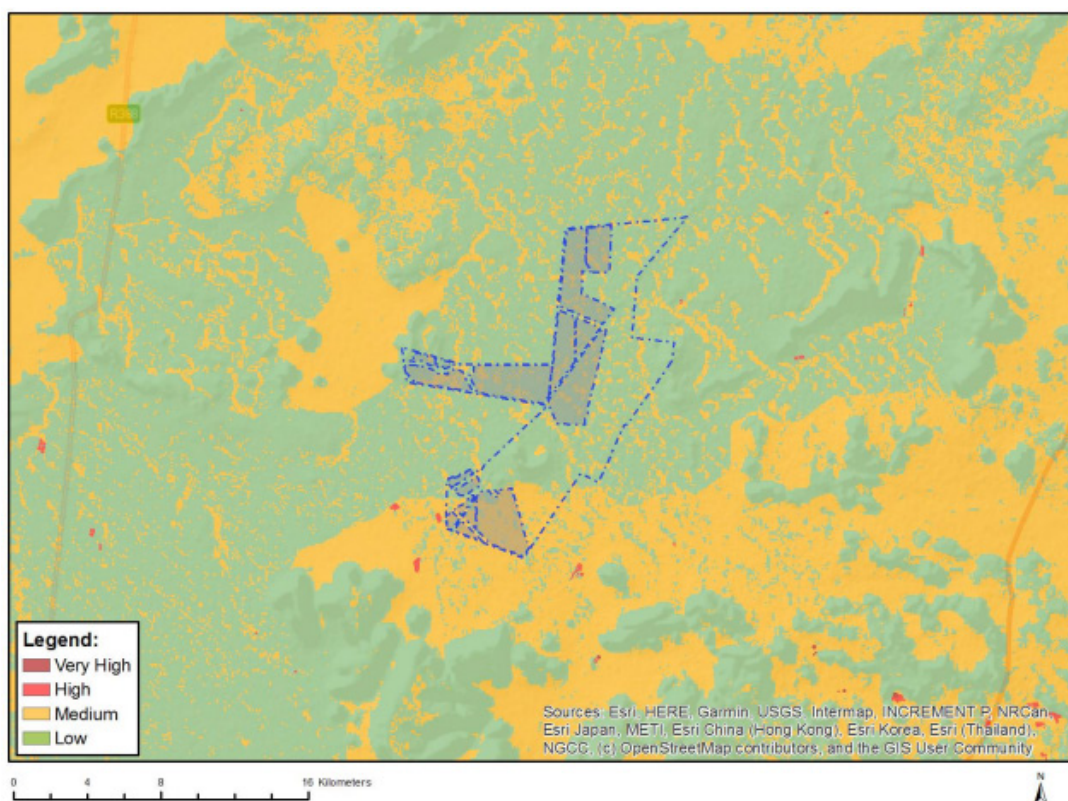 Legend:
Very High
High
Medium
Low
Sources: Esri, HERE, Garmin, USGS, Intermap, INCREMENT P, NRCan,
Esri Japan, METI, Esri China (Hong Kong), Esri Korea, Esri (Thailand),
NGCC, (c) OpenStreetMap contributors, and the GIS User Community
0 4 8 16 Kilometers
N